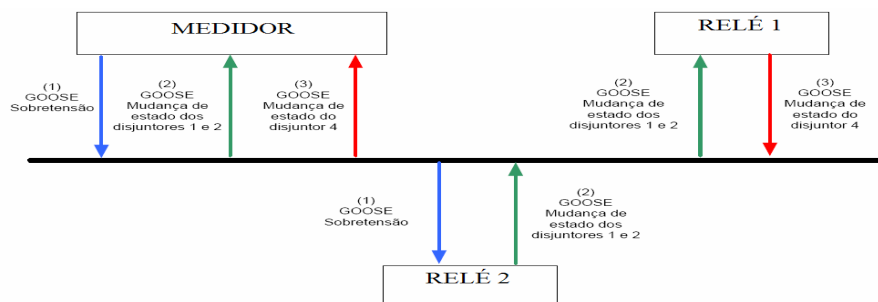 MEDIDOR
RELÉ 1
(1)
GOOSE
Sobretensão
(2)
GOOSE
Mudança de
estado dos
disjuntores 1 e 2
(3)
GOOSE
Mudança de
estado do
disjuntor 4
(2)
GOOSE
Mudança de
estado dos
disjuntores 1 e 2
(3)
GOOSE
Mudança de
estado do
disjuntor 4
(1)
GOOSE
Sobretensão
(2)
GOOSE
Mudança de
estado dos
disjuntores 1 e 2
RELÉ 2